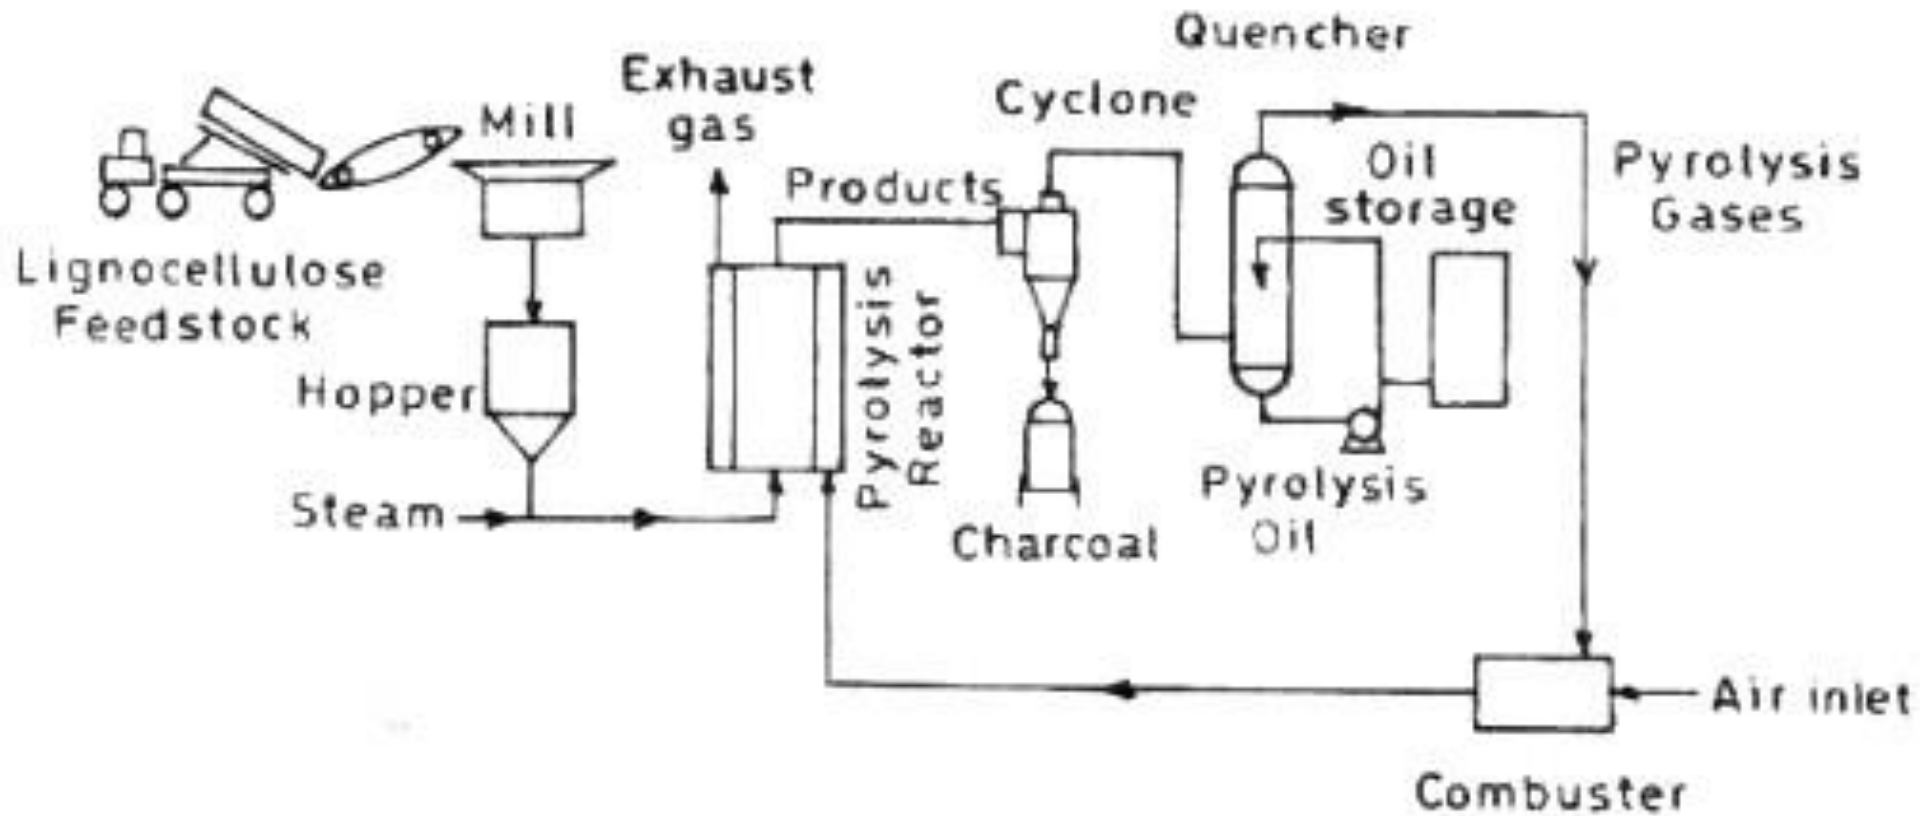 Quencher
Exhaust
gas
Cyclone
Mill
Products
Oil
storage
Pyrolysis
Gases
Lignocellulose
Feedstock
Pyrolysis
Reactor
Hopper
Steam
Pyrolysis
Oil
Charcoal
Air inlet
Combuster